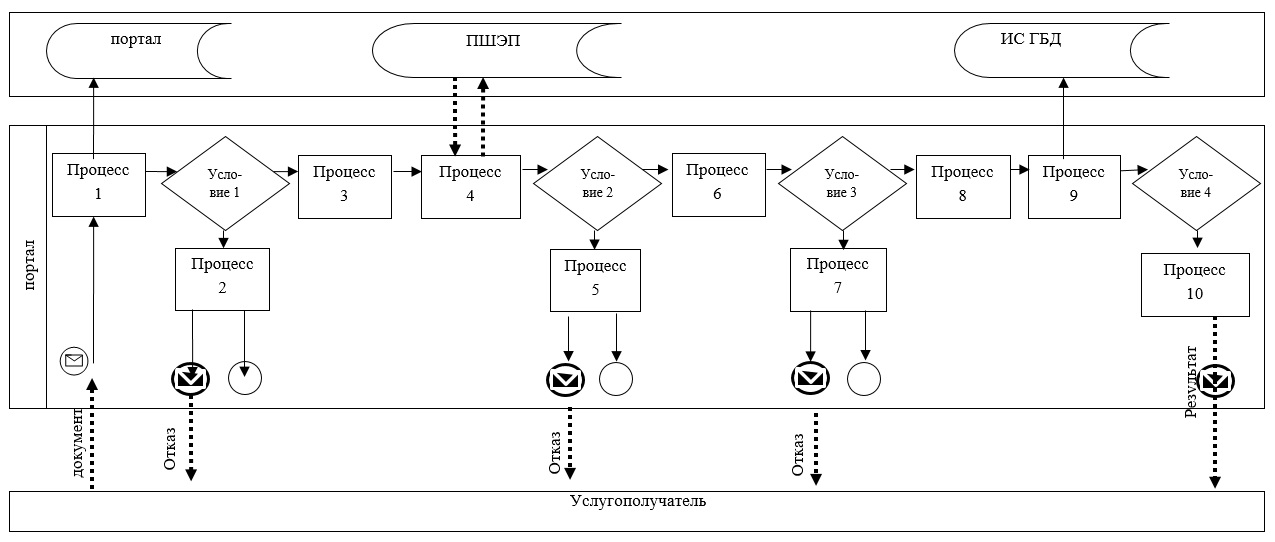 портал
ПШЭП
ИС ГБД
портал
Процесс
1
Усло-
вие 1
Процесс
3
Процесс
4
Усло-
вие 2
Процесс
6
Усло-
вие 3
Процесс
8
Процесс
9
Усло-
вие 4
Процесс
2
Процесс
5
Процесс
7
Процесс
10
документ
Отказ
Отказ
Отказ
Результат
Услугополучатель